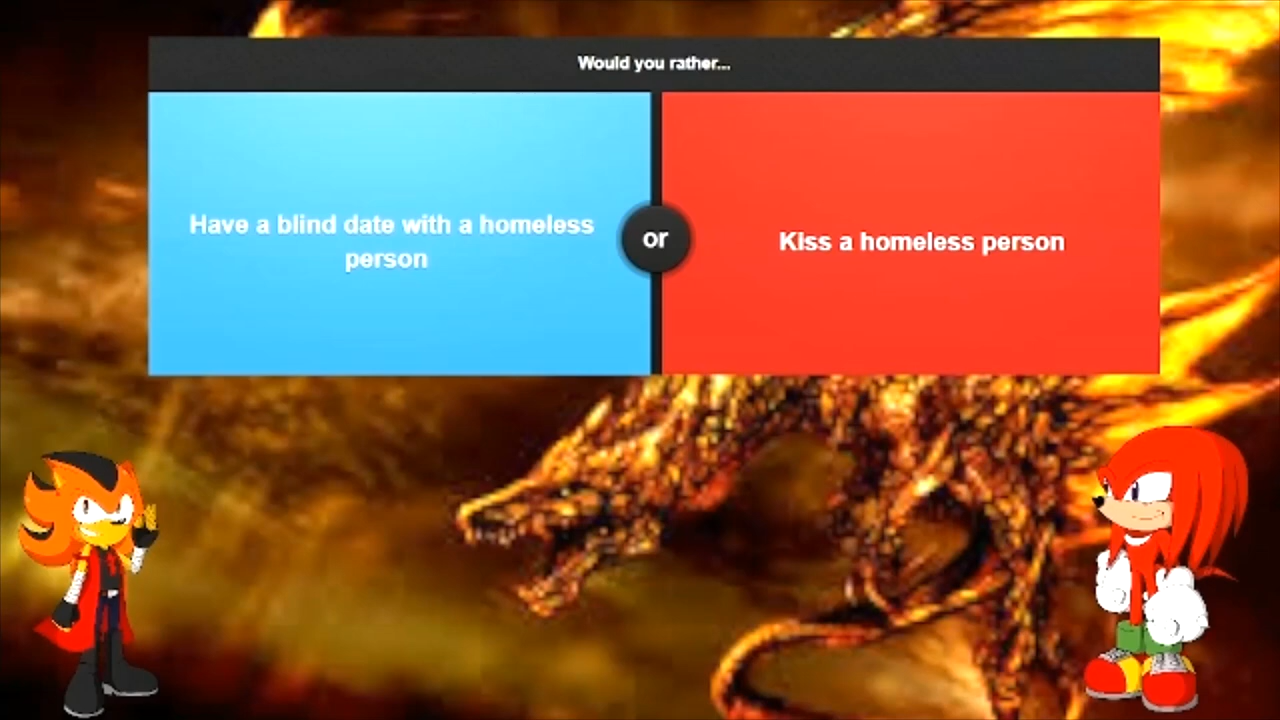 Would you rather...
Have a blind date with a homeless
person
or
Kiss a homeless person